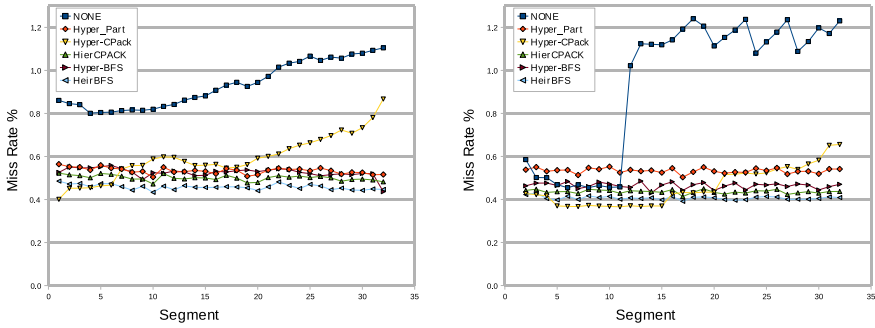 NONE
Hyper_Part
Hyper-CPack
HierCPACK
Hyper-BFS
HeirBFS
1.2
1.0
0.8
0.6
0.4
0.2
0.0
0 5 10 15 20 25 30 35
Miss Rate %
Segment
NONE
Hyper_Part
Hyper-CPack
HierCPACK
Hyper-BFS
HeirBFS
1.2
1.0
0.8
0.6
0.4
0.2
0.0
0 5 10 15 20 25 30 35
Miss Rate %
Segment